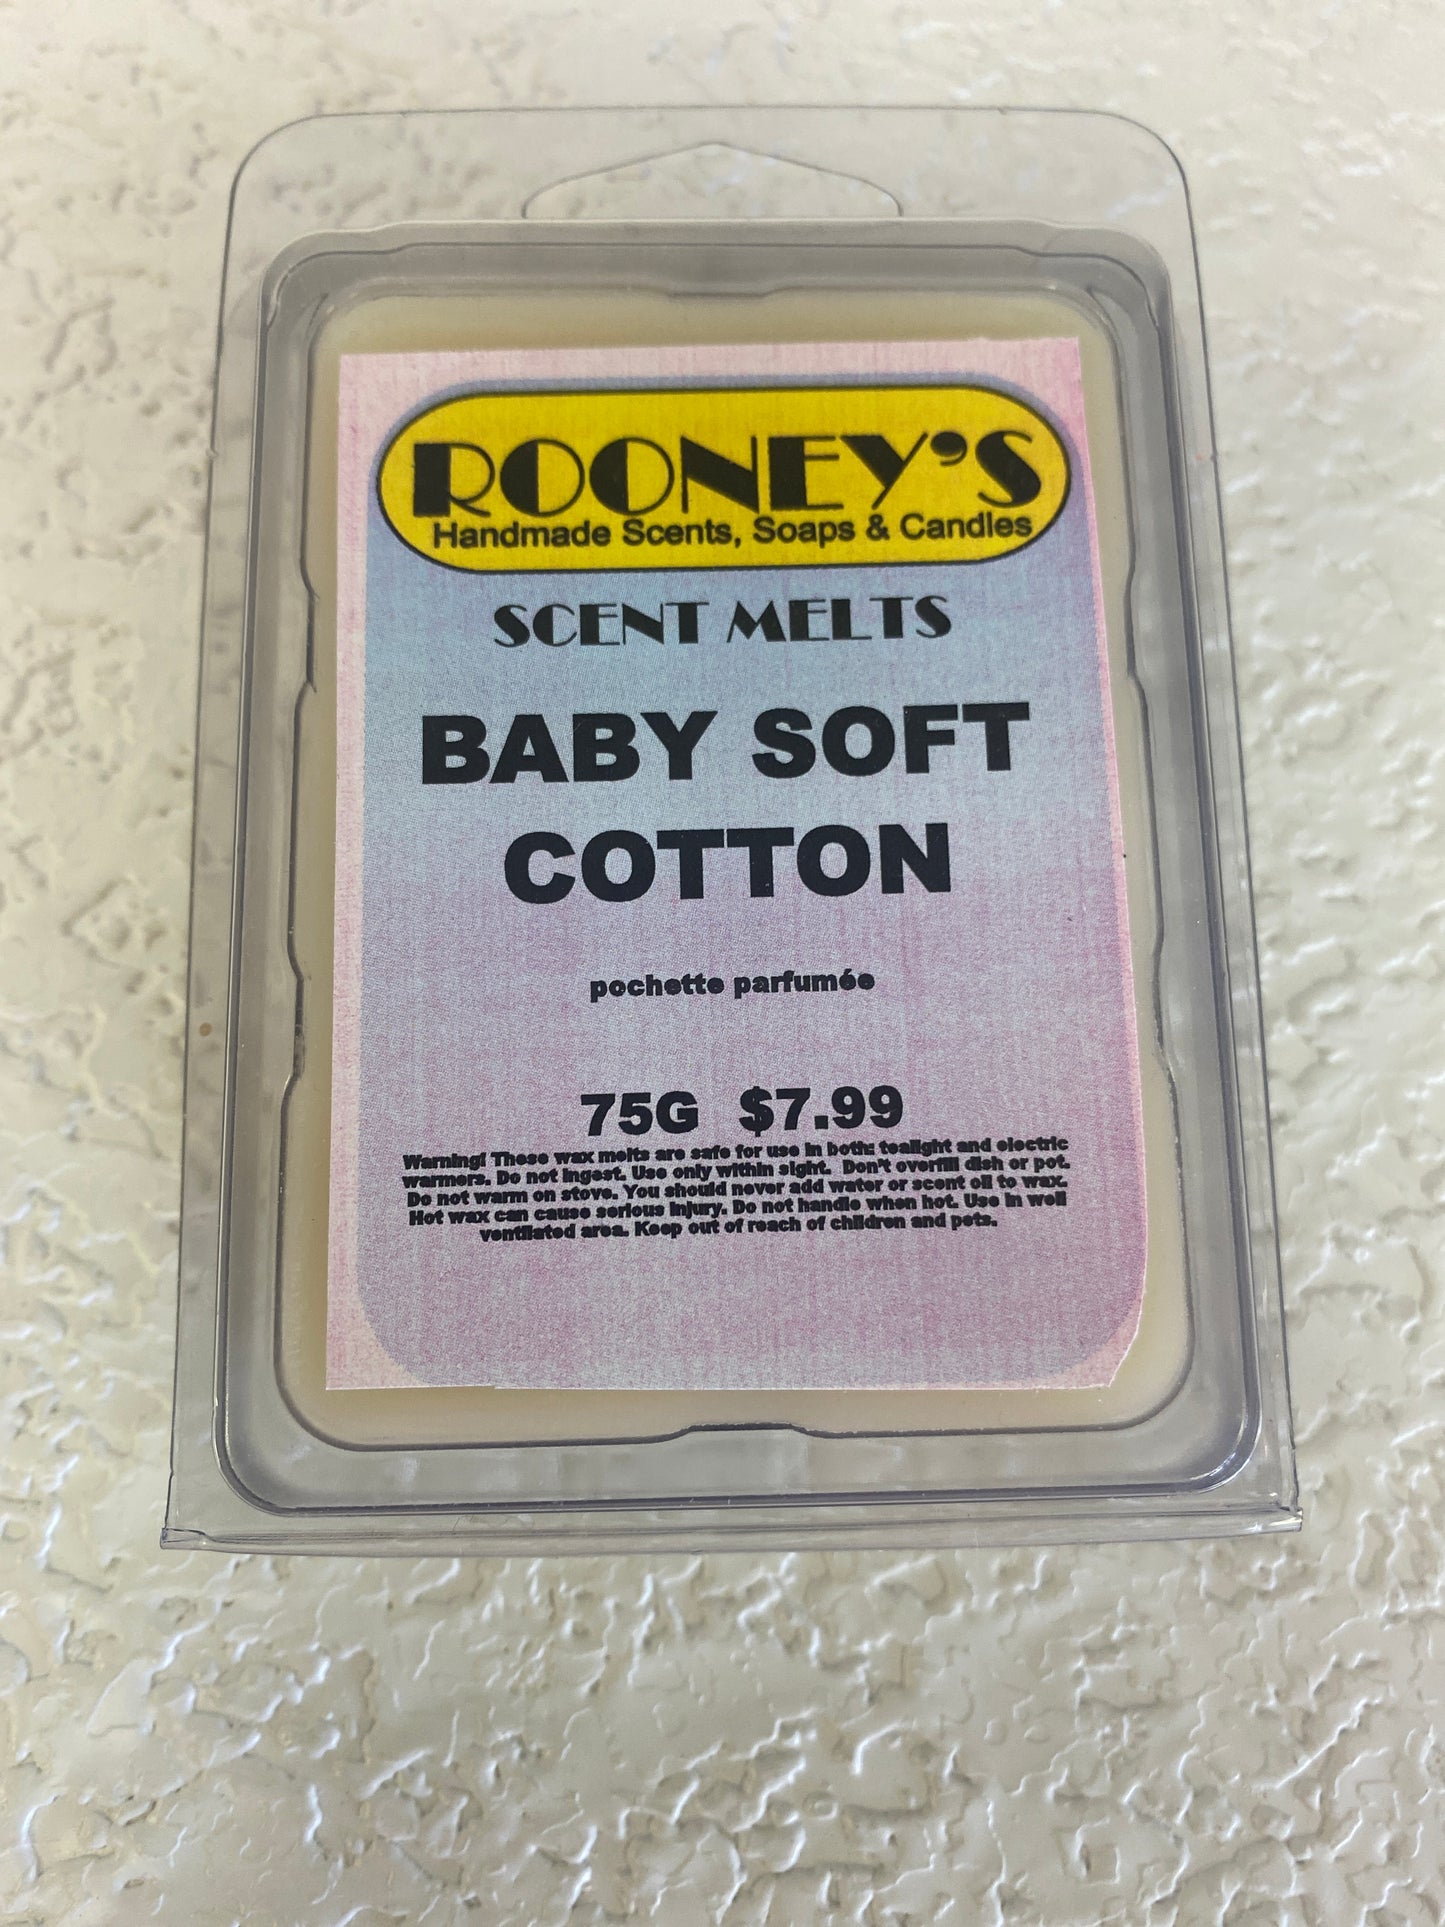 ROONEY'S
Handmade Scents, Soaps & Candles
SCENT MELTS
BABY SOFT
COTTON
pochette parfumée
75G $7.99
Warning! These wax melts are safe for use in both: tealight and electric
warmers. Do not ingest. Use only within sight. Don't overfill dish or pot.
Do not warm on stove. You should never add water or scent oil to wax.
Hot wax can cause serious injury. Do not handle when hot. Use in well
ventilated area. Keep out of reach of children and pets.